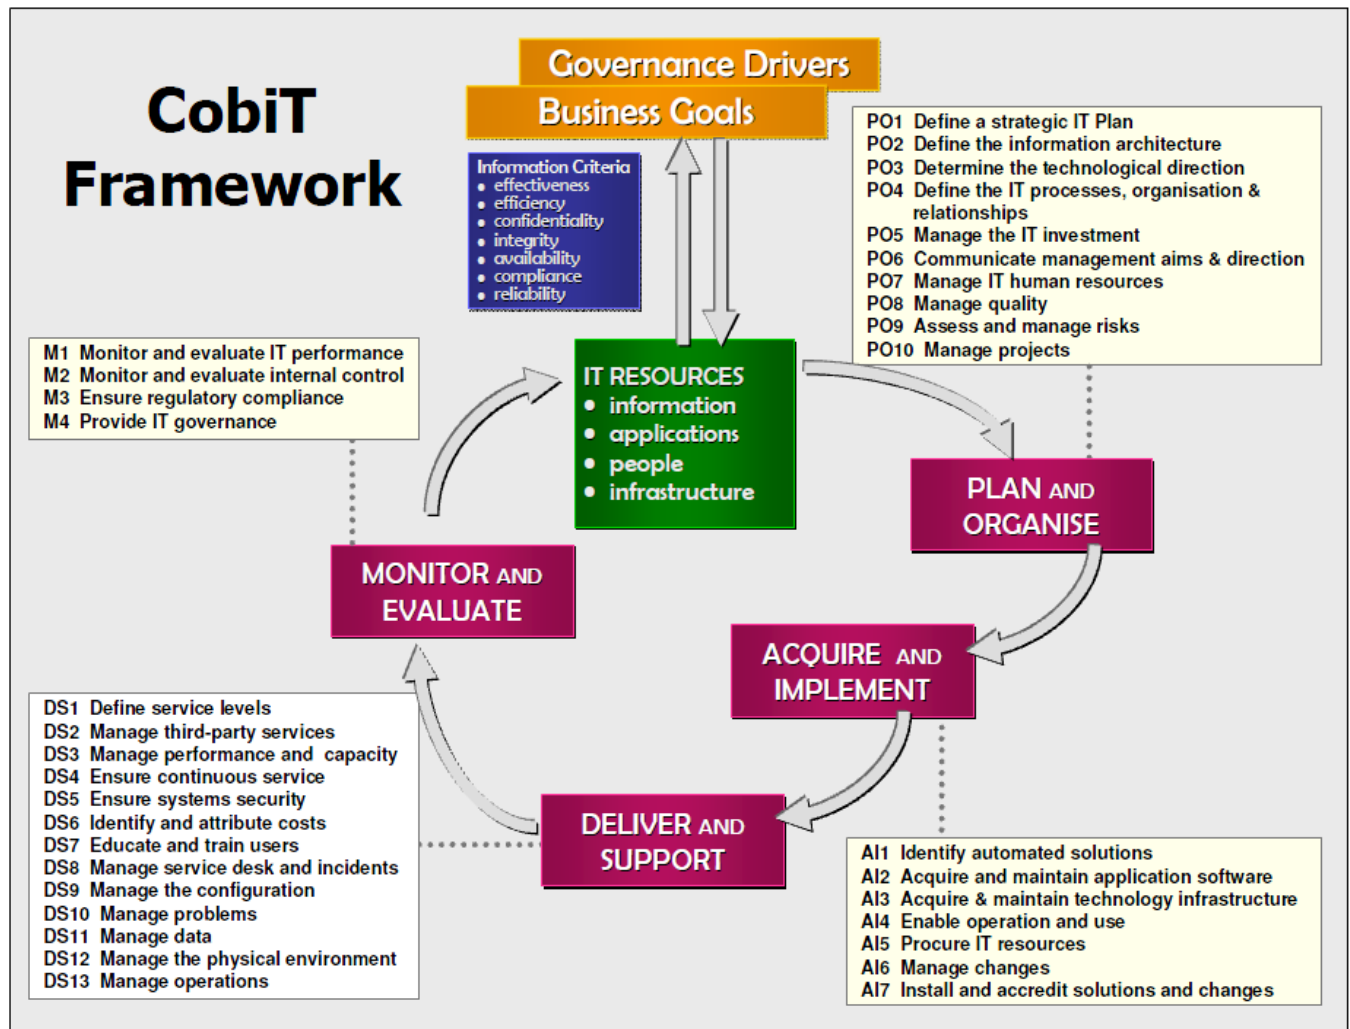 CobiT
Framework
Governance Drivers
Business Goals
Information Criteria
• effectiveness
• efficiency
• confidentiality
• integrity
• availability
• compliance
• reliability
PO1 Define a strategic IT Plan
PO2 Define the information architecture
PO3 Determine the technological direction
PO4 Define the IT processes, organisation &
relationships
PO5 Manage the IT investment
PO6 Communicate management aims & direction
PO7 Manage IT human resources
PO8 Manage quality
PO9 Assess and manage risks
PO10 Manage projects
M1 Monitor and evaluate IT performance
M2 Monitor and evaluate internal control
M3 Ensure regulatory compliance
M4 Provide IT governance
IT RESOURCES
• information
• applications
• people
• infrastructure
PLAN AND
ORGANISE
MONITOR AND
EVALUATE
ACQUIRE AND
IMPLEMENT
DS1 Define service levels
DS2 Manage third-party services
DS3 Manage performance and capacity
DS4 Ensure continuous service
DS5 Ensure systems security
DS6 Identify and attribute costs
DS7 Educate and train users
DS8 Manage service desk and incidents
DS9 Manage the configuration
DS10 Manage problems
DS11 Manage data
DS12 Manage the physical environment
DS13 Manage operations
DELIVER AND
SUPPORT
AI1 Identify automated solutions
AI2 Acquire and maintain application software
AI3 Acquire & maintain technology infrastructure
AI4 Enable operation and use
AI5 Procure IT resources
AI6 Manage changes
AI7 Install and accredit solutions and changes